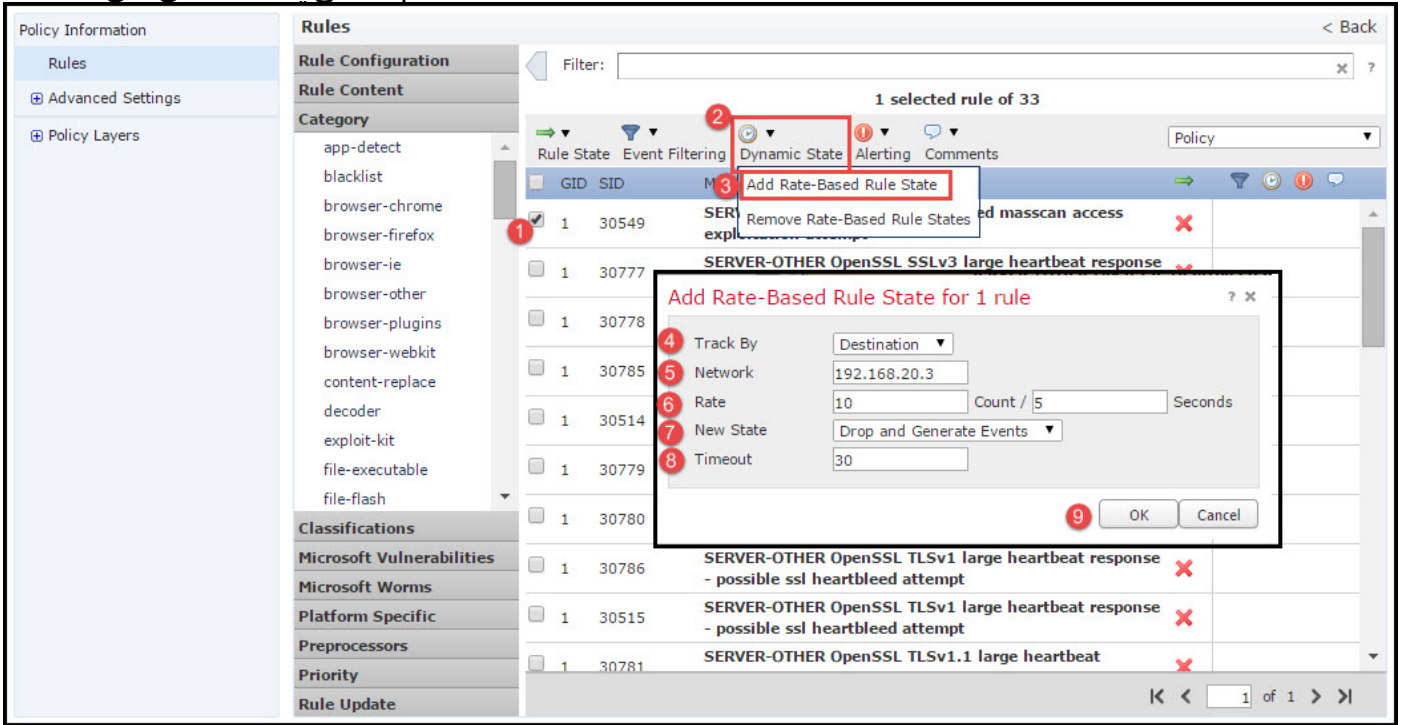 Policy Information
Rules
Advanced Settings
Policy Layers
Rules
< Back
Rule Configuration
Rule Content
Category
app-detect
blacklist
browser-chrome
browser-firefox
browser-ie
browser-other
browser-plugins
browser-webkit
content-replace
decoder
exploit-kit
file-executable
file-flash
Classifications
Microsoft Vulnerabilities
Microsoft Worms
Platform Specific
Preprocessors
Priority
Rule Update
Filter:
?
1 selected rule of 33
2
Rule State Event Filtering Dynamic State Alerting Comments
Policy
GID SID
3 Add Rate-Based Rule State
Remove Rate-Based Rule States
1
1 30549
ed masscan access
1 30777 SERVER-OTHER OpenSSL SSLv3 large heartbeat response
1 30778
1 30785
1 30514
1 30779
1 30780
Add Rate-Based Rule State for 1 rule ?
4 Track By Destination
5 Network 192.168.20.3
6 Rate 10 Count / 5 Seconds
7 New State Drop and Generate Events
8 Timeout 30
9 OK Cancel
1 30786 SERVER-OTHER OpenSSL TLSv1 large heartbeat response
- possible ssl heartbleed attempt
1 30515 SERVER-OTHER OpenSSL TLSv1 large heartbeat response
- possible ssl heartbleed attempt
1 30781 SERVER-OTHER OpenSSL TLSv1.1 large heartbeat
1 of 1